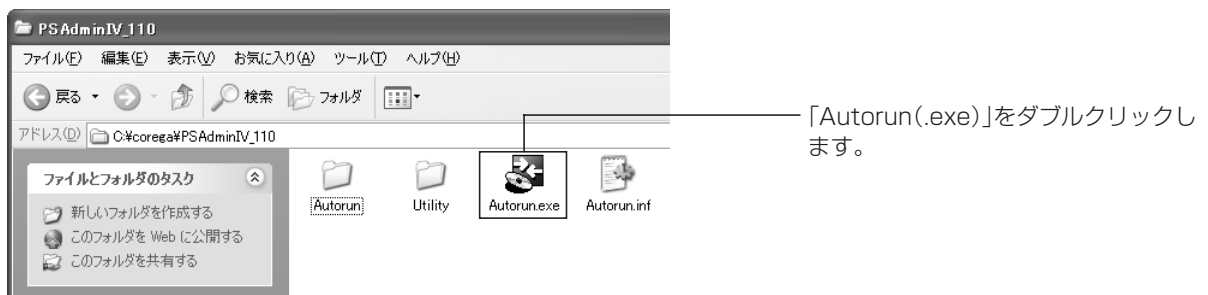 PSAdminIV_110
ファイル(F) 編集(E) 表示(V) お気に入り(A) ツール(T) ヘルプ(H)
戻る 検索 フォルダ
アドレス(D) C:¥corega¥PSAdminIV_110
ファイルとフォルダのタスク
新しいフォルダを作成する
このフォルダを Web に公開する
このフォルダを共有する
Autorun Utility Autorun.exe Autorun.inf
「Autorun(.exe)」をダブルクリックし
ます。